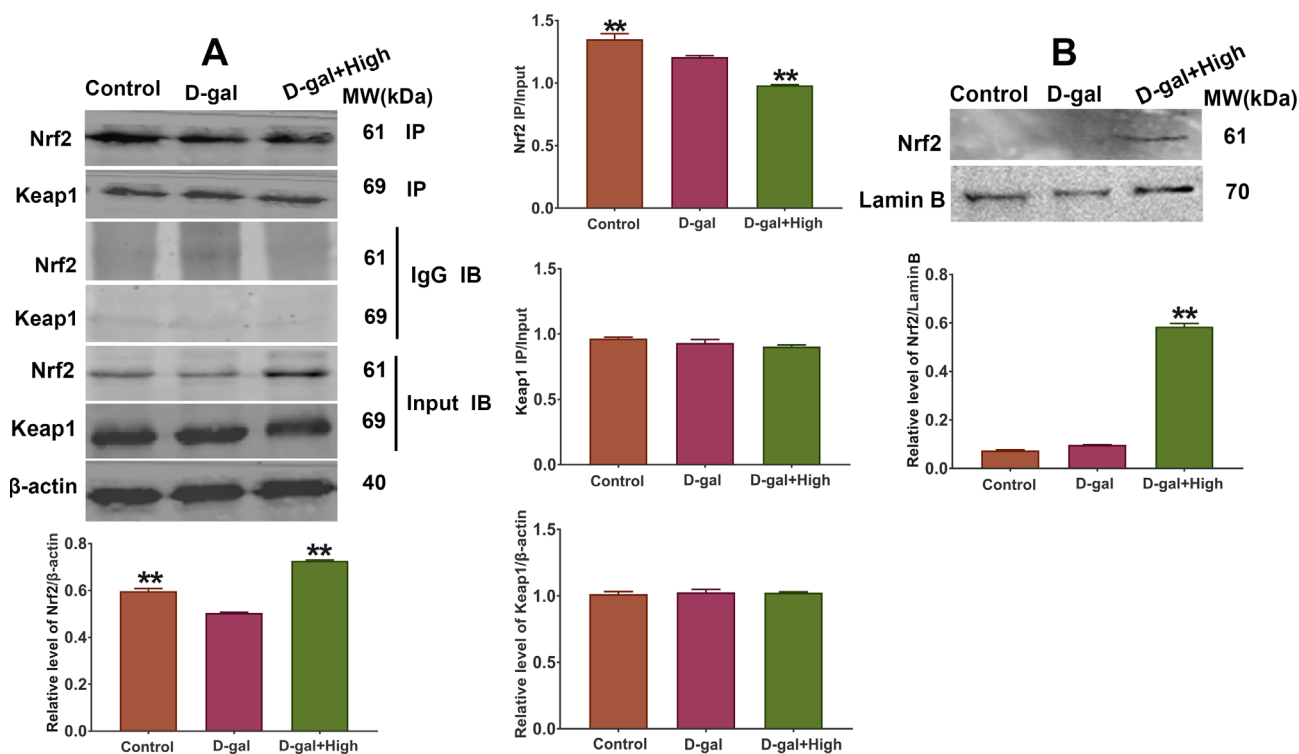 A
Control D-gal D-gal+High MW(kDa)
Nrf2 61 IP
Keap1 69 IP
Nrf2 61
IgG IB
Keap1 69
Nrf2 61
Input IB
Keap1 69
β-actin 40
Relative level of Nrf2/β-actin
0.8
0.6
0.4
0.2
0.0
** **
Control D-gal D-gal+High
Nrf2 IP/Input
1.5
1.0
0.5
0.0
** **
Control D-gal D-gal+High
Keap1 IP/Input
1.5
1.0
0.5
0.0
Control D-gal D-gal+High
Relative level of Keap1/β-actin
1.5
1.0
0.5
0.0
Control D-gal D-gal+High
B
Control D-gal D-gal+High MW(kDa)
Nrf2 61
Lamin B 70
Relative level of Nrf2/Lamin B
0.8
0.6
0.4
0.2
0.0
**
Control D-gal D-gal+High